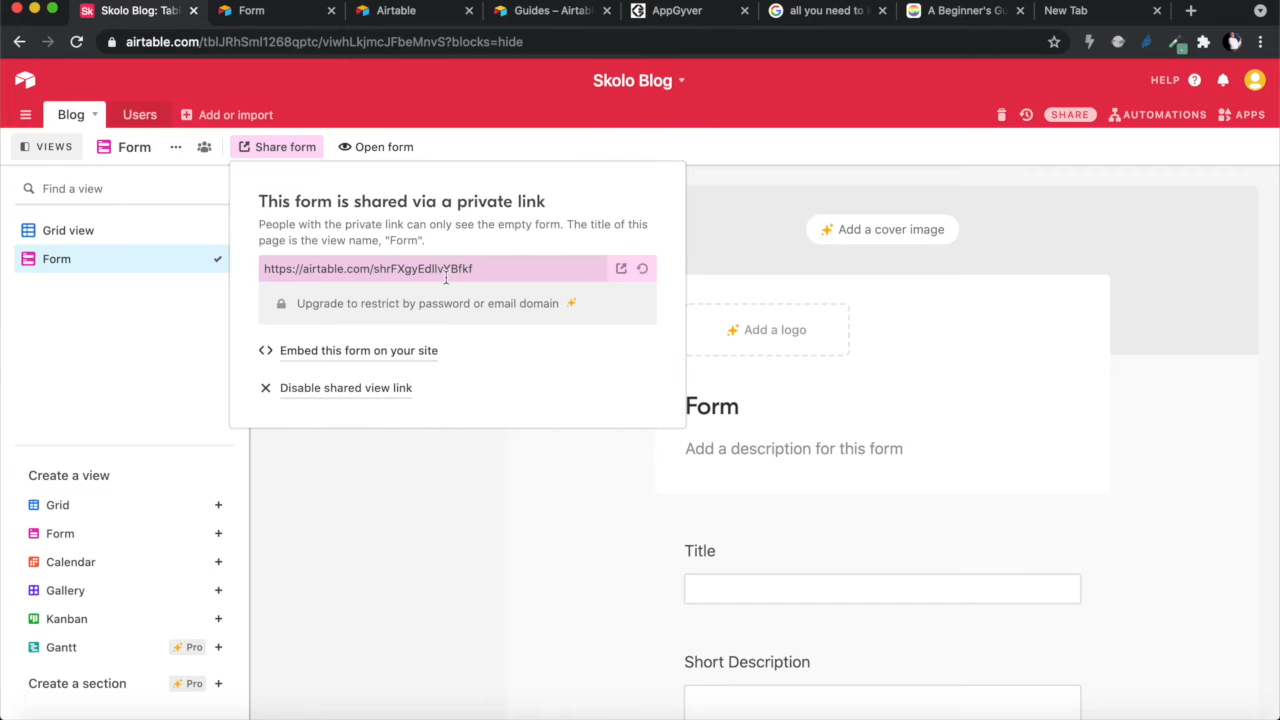 Skolo Blog: Tab
Form
Airtable
Guides – Airtab
AppGyver
all you need to k
A Beginner's Gu
New Tab
airtable.com/tblJRhSml1268qptc/viwhLkjmcJFbeMnvS?blocks=hide
Skolo Blog
HELP
Blog
Users
Add or import
SHARE
AUTOMATIONS
APPS
VIEWS
Form
Share form
Open form
Find a view
Grid view
Form
This form is shared via a private link
People with the private link can only see the empty form. The title of this
page is the view name, "Form".
https://airtable.com/shrFXgyEdllvYBfkf
Upgrade to restrict by password or email domain
Embed this form on your site
Disable shared view link
Add a cover image
Add a logo
Form
Add a description for this form
Title
Short Description
Create a view
Grid
Form
Calendar
Gallery
Kanban
Gantt
Pro
Create a section
Pro